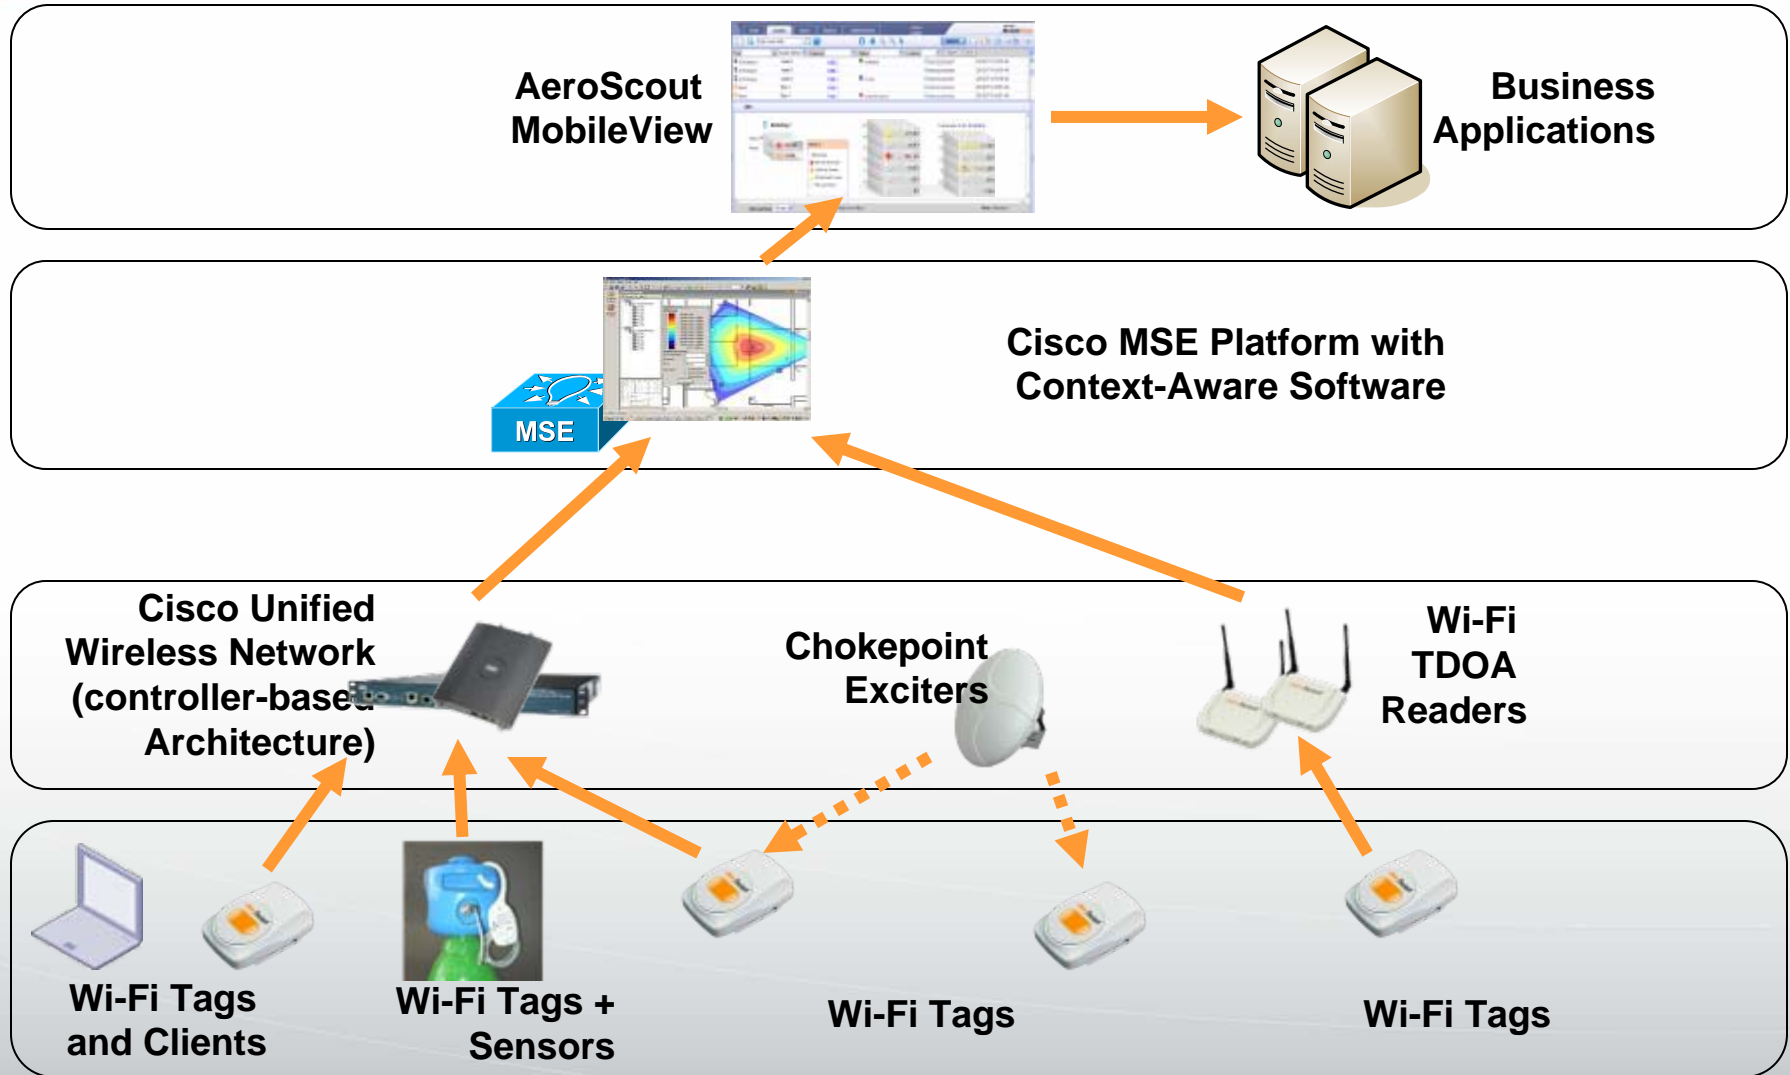 AeroScout
MobileView
Business
Applications
Cisco MSE Platform with
Context-Aware Software
MSE
Cisco Unified
Wireless Network
(controller-based
Architecture)
Chokepoint
Exciters
Wi-Fi
TDOA
Readers
Wi-Fi Tags
and Clients
Wi-Fi Tags +
Sensors
Wi-Fi Tags
Wi-Fi Tags